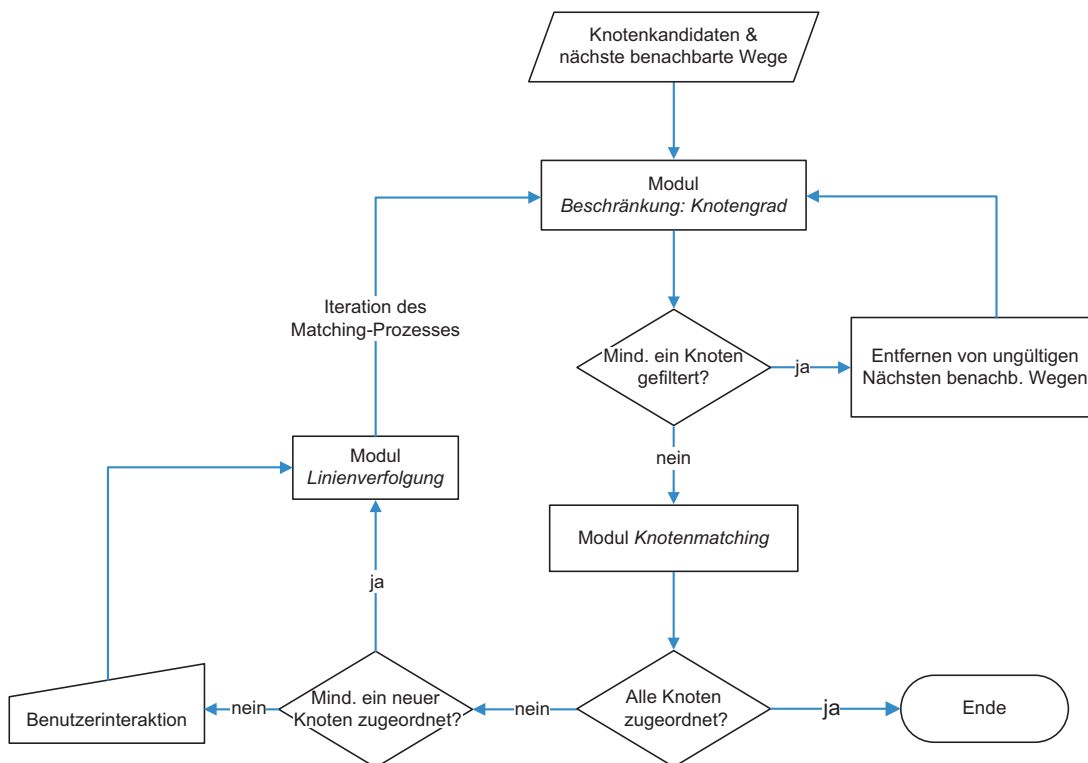 Knotenkandidaten &
nächste benachbarte Wege
Modul
Beschränkung: Knotengrad
Iteration des
Matching-Prozesses
Mind. ein Knoten
gefiltert?
ja
Entfernen von ungültigen
Nächsten benachb. Wegen
nein
Modul
Linienverfolgung
Modul Knotenmatching
ja
Benutzerinteraktion
nein
Mind. ein neuer
Knoten zugeordnet?
nein
Alle Knoten
zugeordnet?
ja
Ende